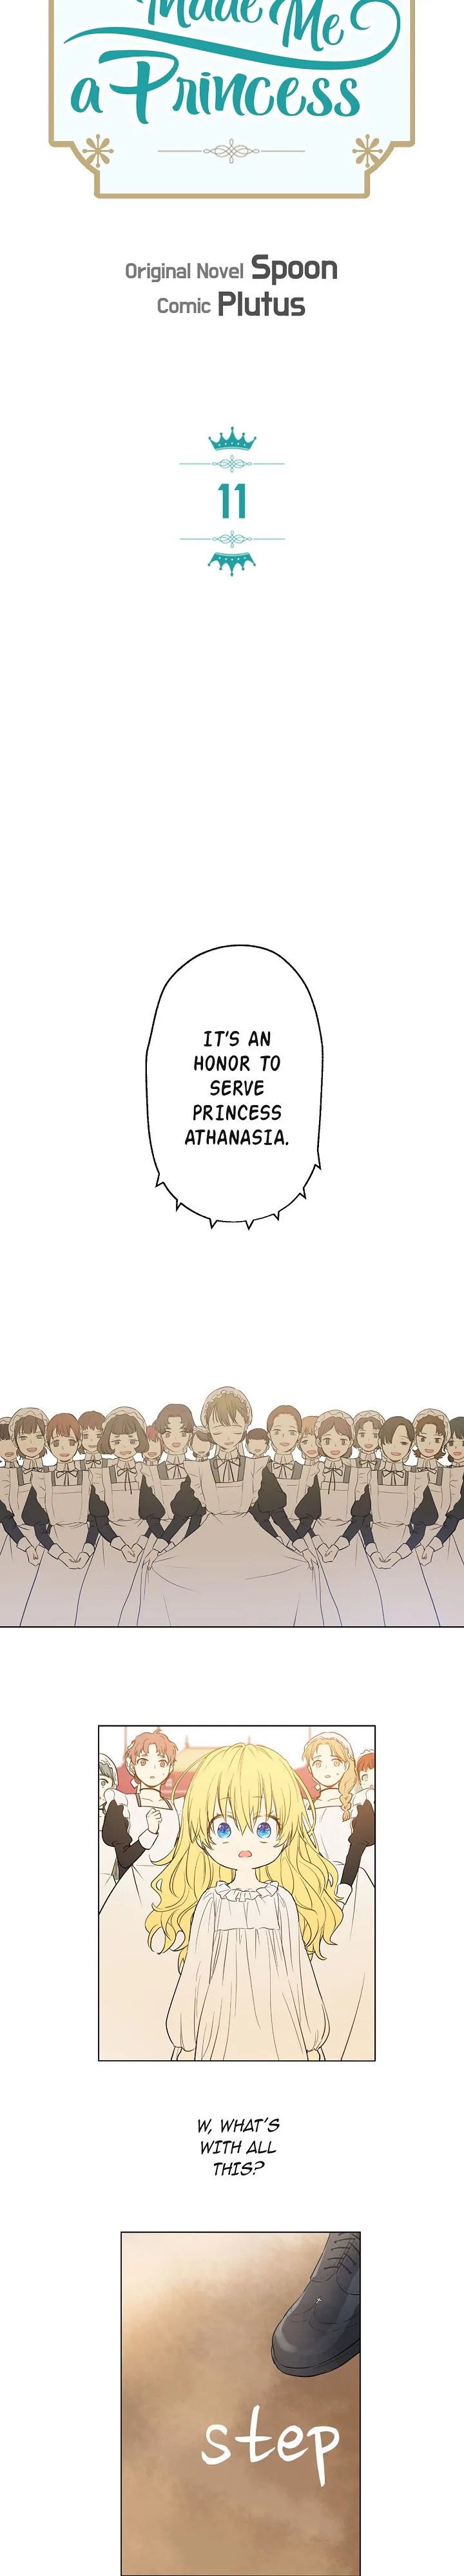 Made Me
a Princess
Original Novel Spoon
Comic Plutus
11
IT'S AN
HONOR TO
SERVE
PRINCESS
ATHANASIA.
W, WHAT'S
WITH ALL
THIS?
step